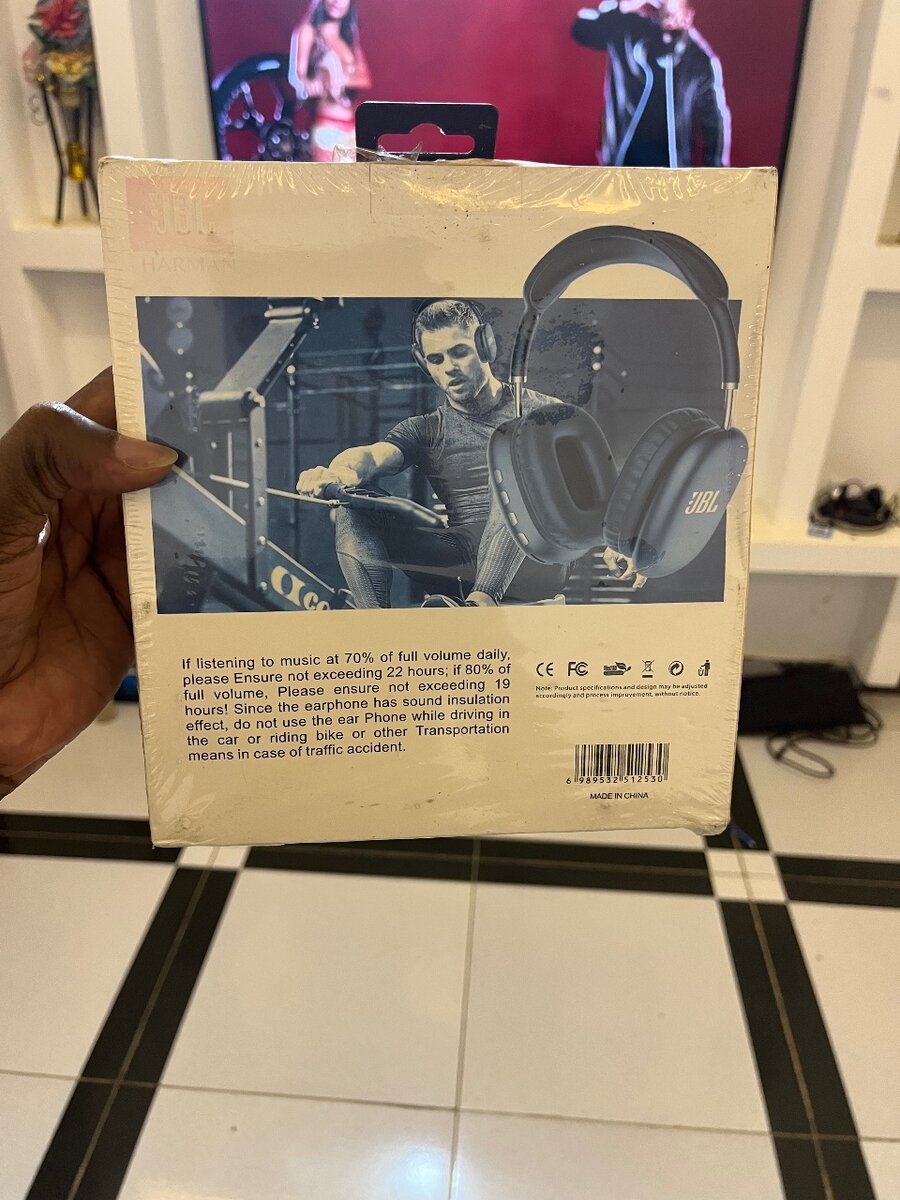 JBL
HARMAN
JBL
αco
If listening to music at 70% of full volume daily,
please Ensure not exceeding 22 hours; if 80% of
full volume, Please ensure not exceeding 19
hours! Since the earphone has sound insulation
effect, do not use the ear Phone while driving in
the car or riding bike or other Transportation
means in case of traffic accident.
CE FC
Note: Product specifications and design may be adjusted
accordingly and process improvement, without notice.
6 989532 512530
MADE IN CHINA